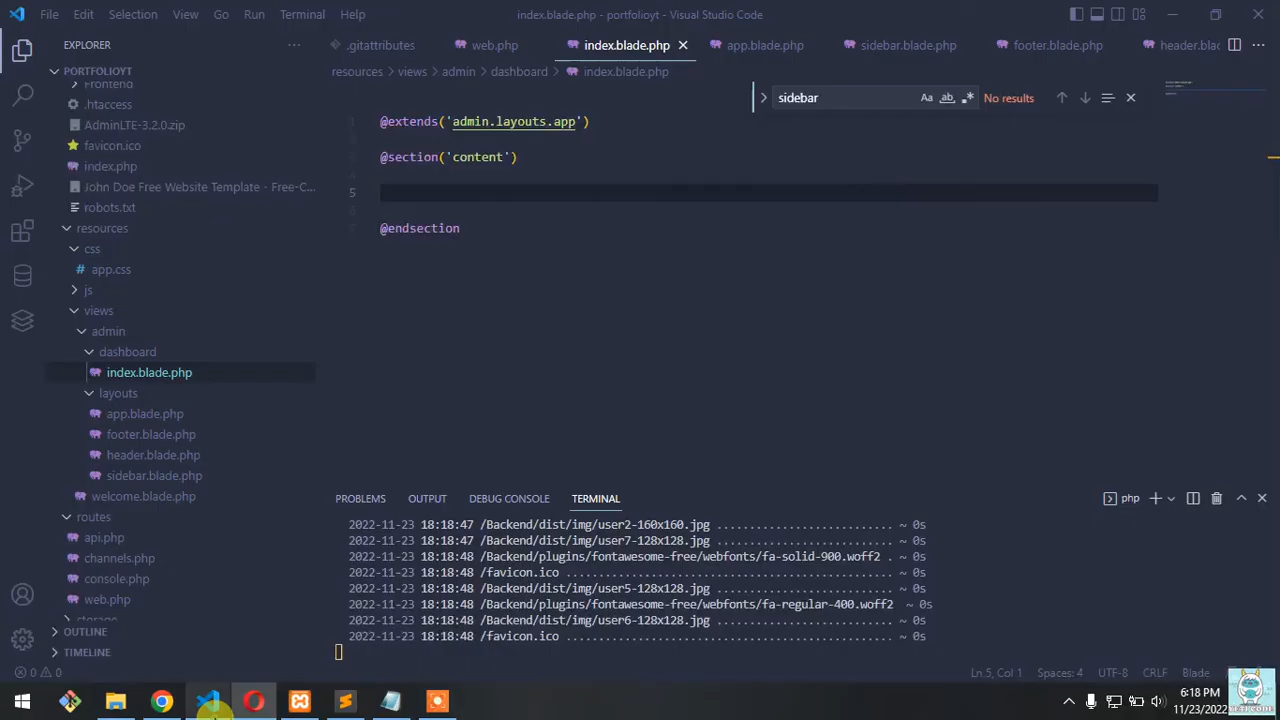 File Edit Selection View Go Run Terminal Help
index.blade.php - portfolioyt - Visual Studio Code
EXPLORER
PORTFOLIOYT
Frontend
.htaccess
AdminLTE-3.2.0.zip
favicon.ico
index.php
John Doe Free Website Template - Free-C...
robots.txt
resources
css
app.css
js
views
admin
dashboard
index.blade.php
layouts
app.blade.php
footer.blade.php
header.blade.php
sidebar.blade.php
welcome.blade.php
routes
api.php
channels.php
console.php
web.php
storage
OUTLINE
TIMELINE
.gitattributes web.php index.blade.php app.blade.php sidebar.blade.php footer.blade.php header.blac
resources > views > admin > dashboard > index.blade.php
sidebar Aa ab .* No results
1 @extends('admin.layouts.app')
@section('content')
5
7 @endsection
PROBLEMS OUTPUT DEBUG CONSOLE TERMINAL
php
2022-11-23 18:18:47 /Backend/dist/img/user2-160x160.jpg .......................... ~ 0s
2022-11-23 18:18:47 /Backend/dist/img/user7-128x128.jpg .......................... ~ 0s
2022-11-23 18:18:48 /Backend/plugins/fontawesome-free/webfonts/fa-solid-900.woff2 . ~ 0s
2022-11-23 18:18:48 /favicon.ico ............................................. ~ 0s
2022-11-23 18:18:48 /Backend/dist/img/user5-128x128.jpg .......................... ~ 0s
2022-11-23 18:18:48 /Backend/plugins/fontawesome-free/webfonts/fa-regular-400.woff2 ~ 0s
2022-11-23 18:18:48 /Backend/dist/img/user6-128x128.jpg .......................... ~ 0s
2022-11-23 18:18:48 /favicon.ico ............................................. ~ 0s
0 0
Ln 5, Col 1 Spaces: 4 UTF-8 CRLF Blade
6:18 PM
11/23/2022